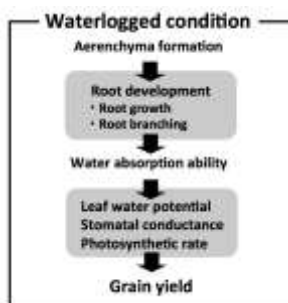 Waterlogged condition
Aerenchyma formation
Root development
・Root growth
・Root branching
Water absorption ability
Leaf water potential
Stomatal conductance
Photosynthetic rate
Grain yield